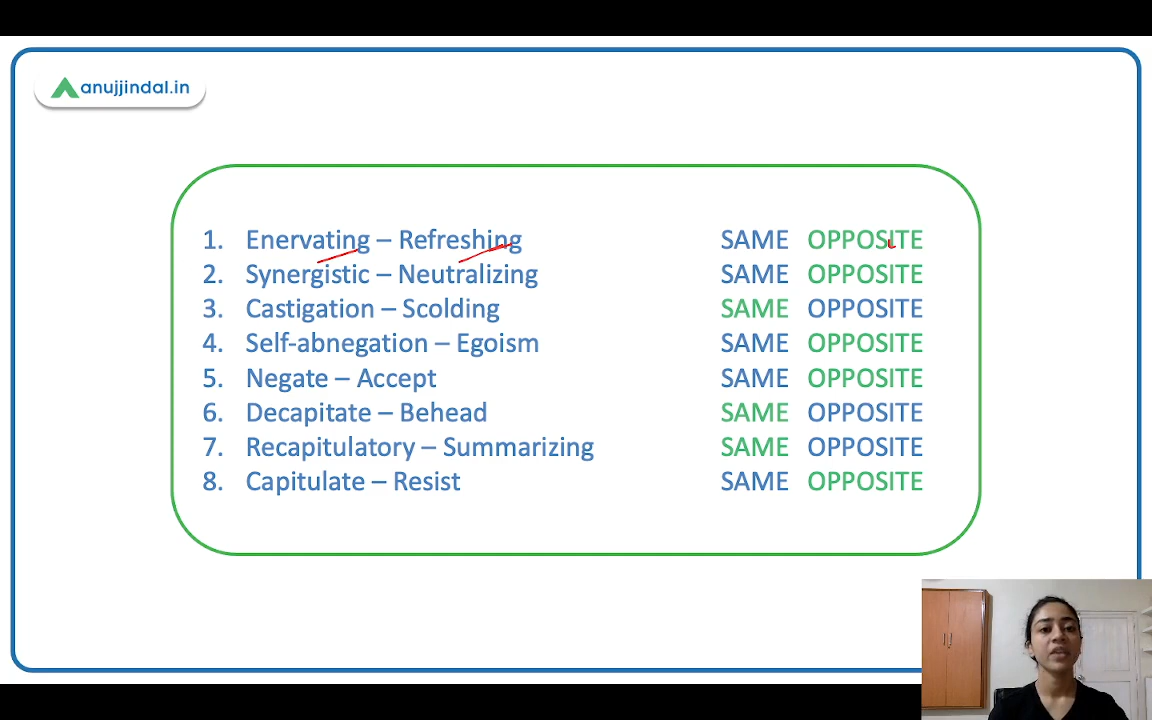 anujjindal.in
1. Enervating – Refreshing SAME OPPOSITE
2. Synergistic – Neutralizing SAME OPPOSITE
3. Castigation – Scolding SAME OPPOSITE
4. Self-abnegation – Egoism SAME OPPOSITE
5. Negate – Accept SAME OPPOSITE
6. Decapitate – Behead SAME OPPOSITE
7. Recapitulatory – Summarizing SAME OPPOSITE
8. Capitulate – Resist SAME OPPOSITE